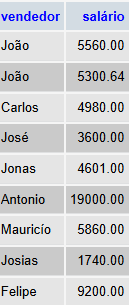 vendedor salário
João 5560.00
João 5300.64
Carlos 4980.00
José 3600.00
Jonas 4601.00
Antonio 19000.00
Mauricío 5860.00
Josias 1740.00
Felipe 9200.00